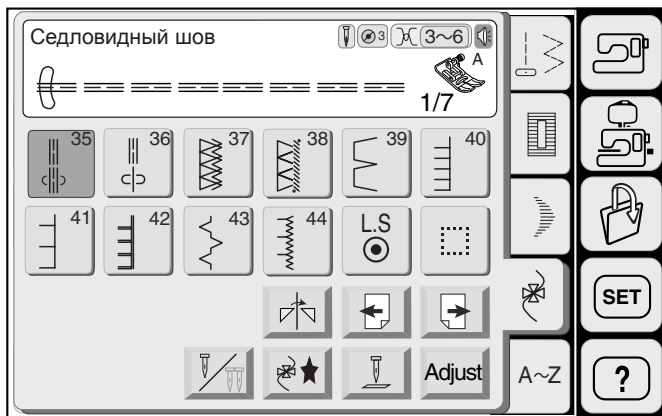 Седловидный шов
3
3~6
A
1/7
35 36 37 38 39 40
41 42 43 44 L.S
SET
Adjust A~Z ?